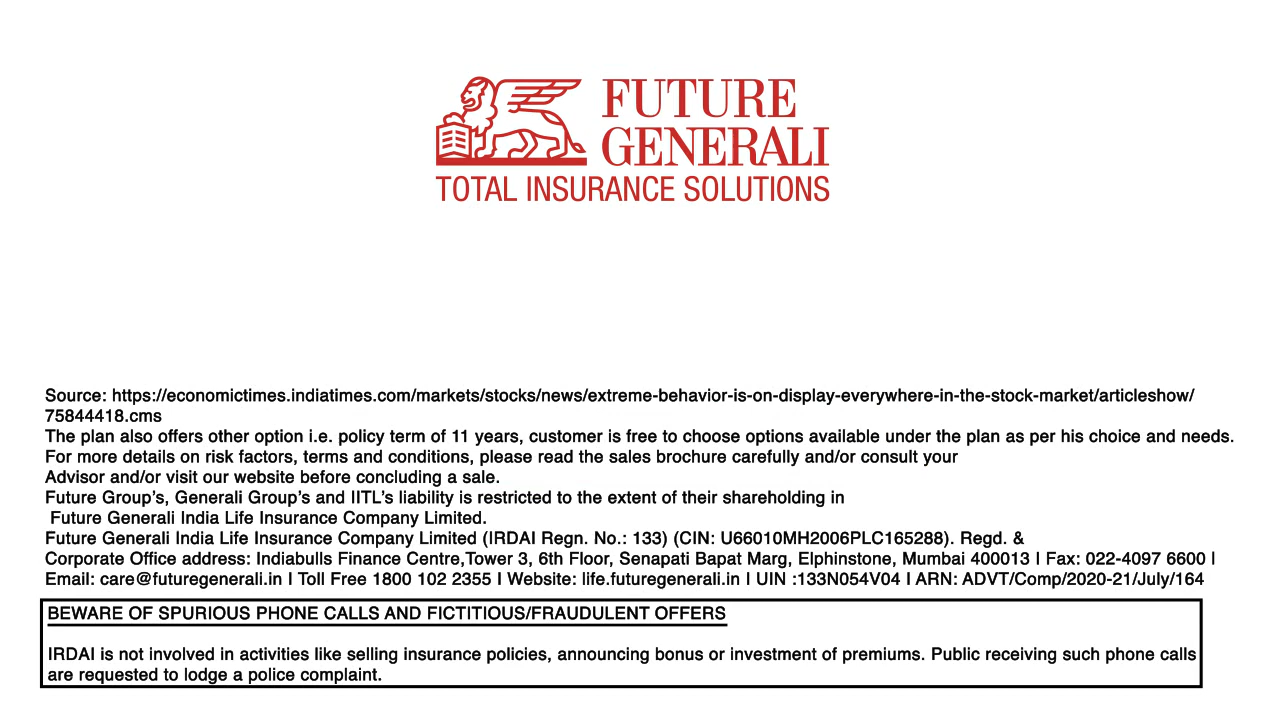 FUTURE
GENERALI
TOTAL INSURANCE SOLUTIONS
Source: https://economictimes.indiatimes.com/markets/stocks/news/extreme-behavior-is-on-display-everywhere-in-the-stock-market/articleshow/
75844418.cms
The plan also offers other option i.e. policy term of 11 years, customer is free to choose options available under the plan as per his choice and needs.
For more details on risk factors, terms and conditions, please read the sales brochure carefully and/or consult your
Advisor and/or visit our website before concluding a sale.
Future Group’s, Generali Group’s and IITL’s liability is restricted to the extent of their shareholding in
Future Generali India Life Insurance Company Limited.
Future Generali India Life Insurance Company Limited (IRDAI Regn. No.: 133) (CIN: U66010MH2006PLC165288). Regd. &
Corporate Office address: Indiabulls Finance Centre,Tower 3, 6th Floor, Senapati Bapat Marg, Elphinstone, Mumbai 400013 I Fax: 022-4097 6600 I
Email: care@futuregenerali.in I Toll Free 1800 102 2355 I Website: life.futuregenerali.in I UIN :133N054V04 I ARN: ADVT/Comp/2020-21/July/164
BEWARE OF SPURIOUS PHONE CALLS AND FICTITIOUS/FRAUDULENT OFFERS
IRDAI is not involved in activities like selling insurance policies, announcing bonus or investment of premiums. Public receiving such phone calls
are requested to lodge a police complaint.